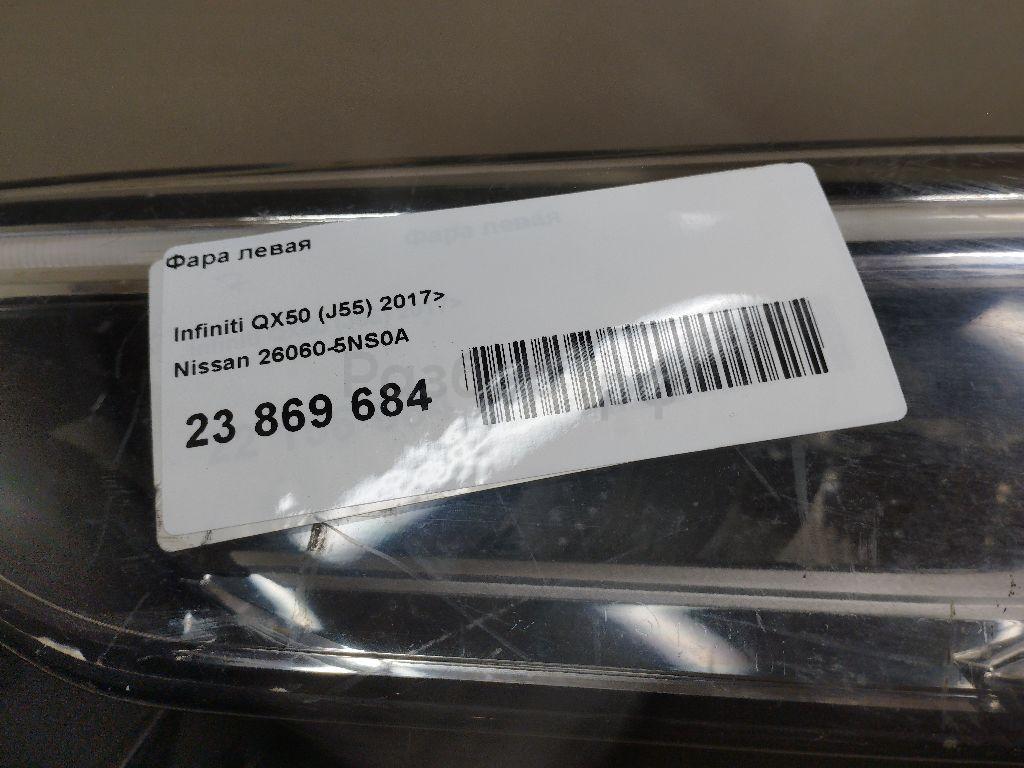 Фара левая
Infiniti QX50 (J55) 2017>
Nissan 26060-5NS0A
23 869 684